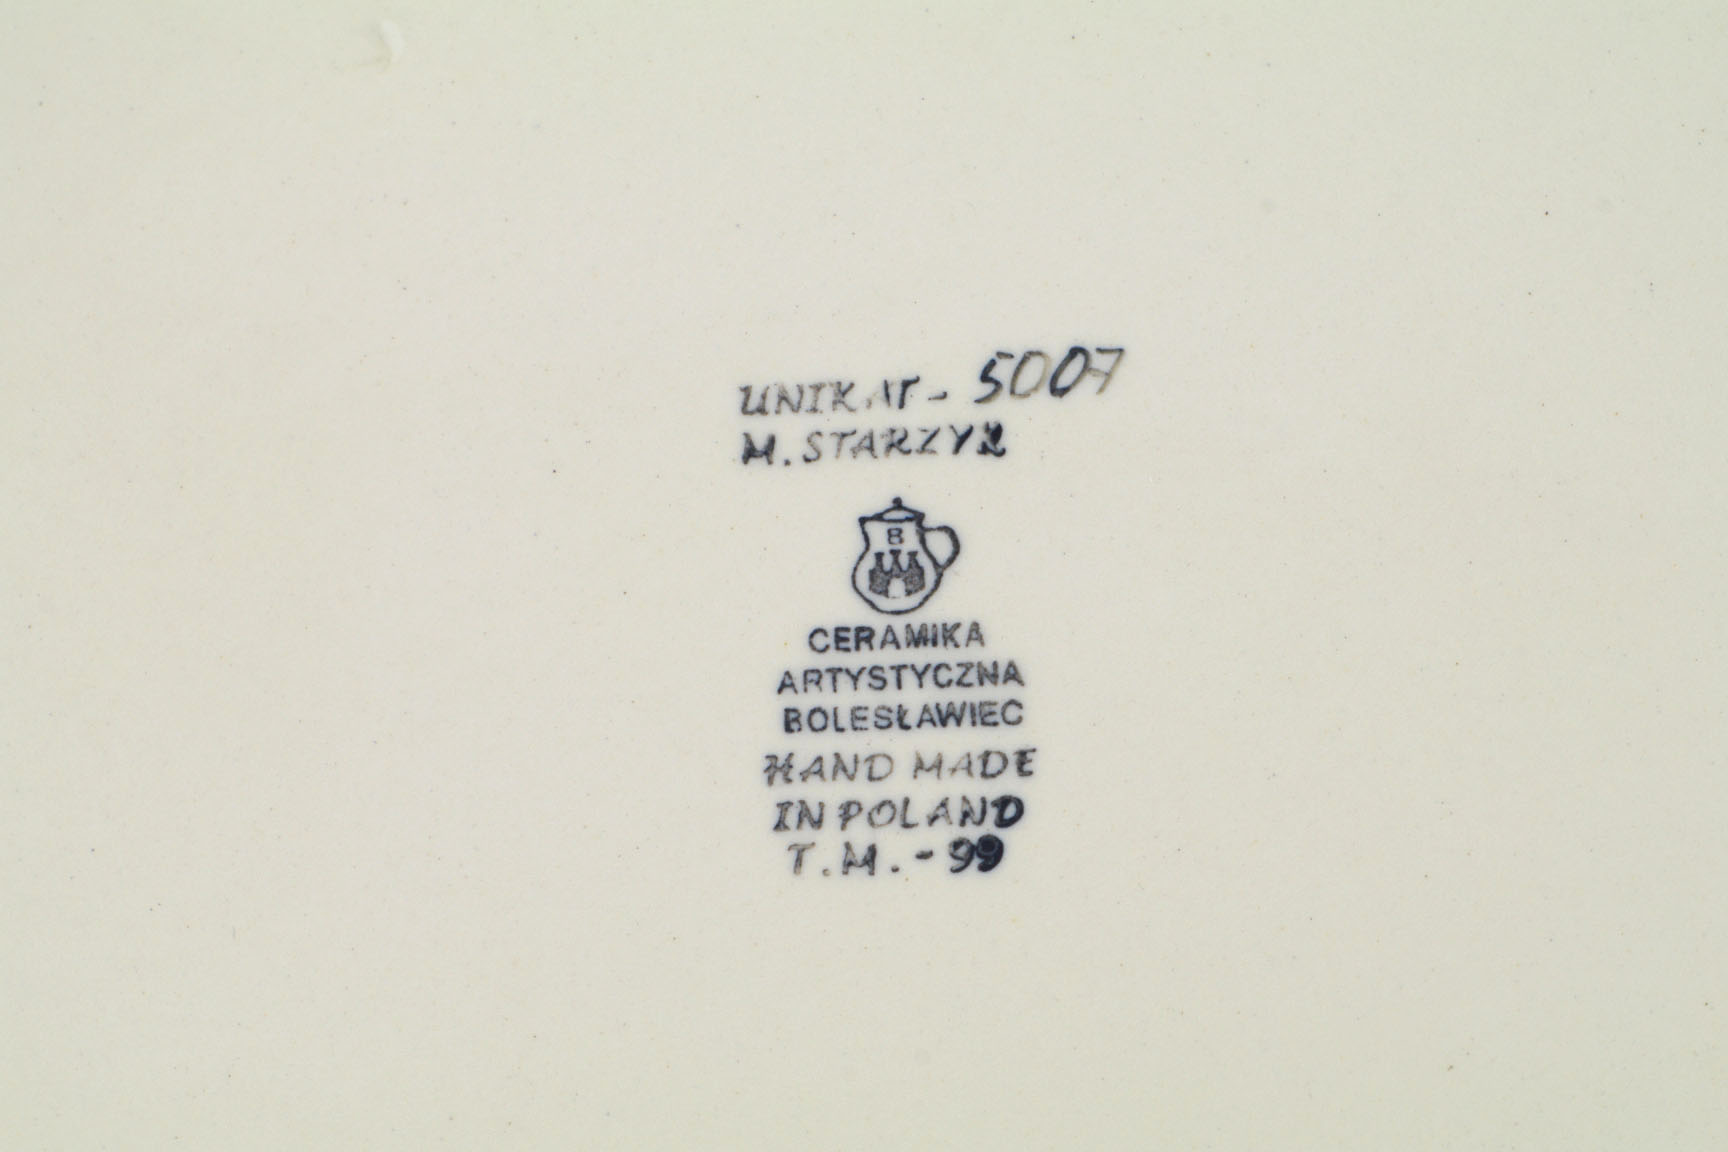 UNIKAT - 5007
M. STARZYK
B
CERAMIKA
ARTYSTYCZNA
BOLESŁAWIEC
HAND MADE
IN POLAND
T.M. - 99